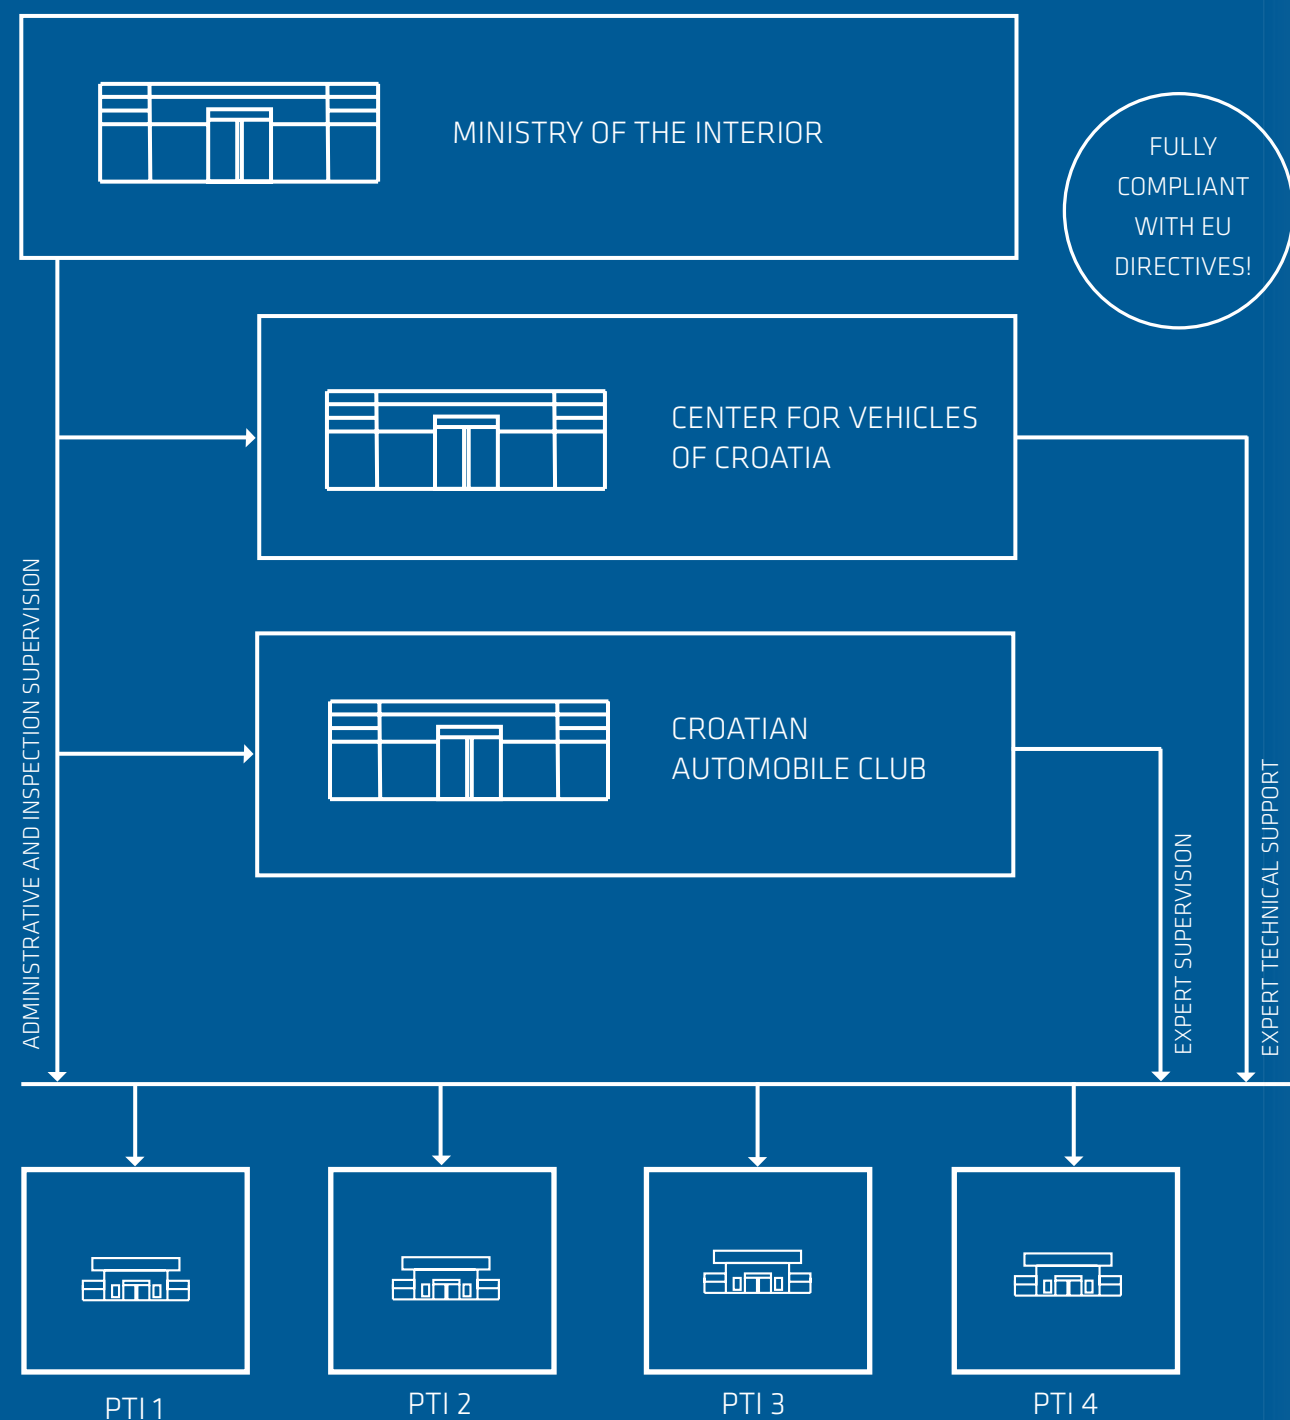 MINISTRY OF THE INTERIOR
FULLY
COMPLIANT
WITH EU
DIRECTIVES!
CENTER FOR VEHICLES
OF CROATIA
CROATIAN
AUTOMOBILE CLUB
ADMINISTRATIVE AND INSPECTION SUPERVISION
EXPERT SUPERVISION
EXPERT TECHNICAL SUPPORT
PTI 1
PTI 2
PTI 3
PTI 4